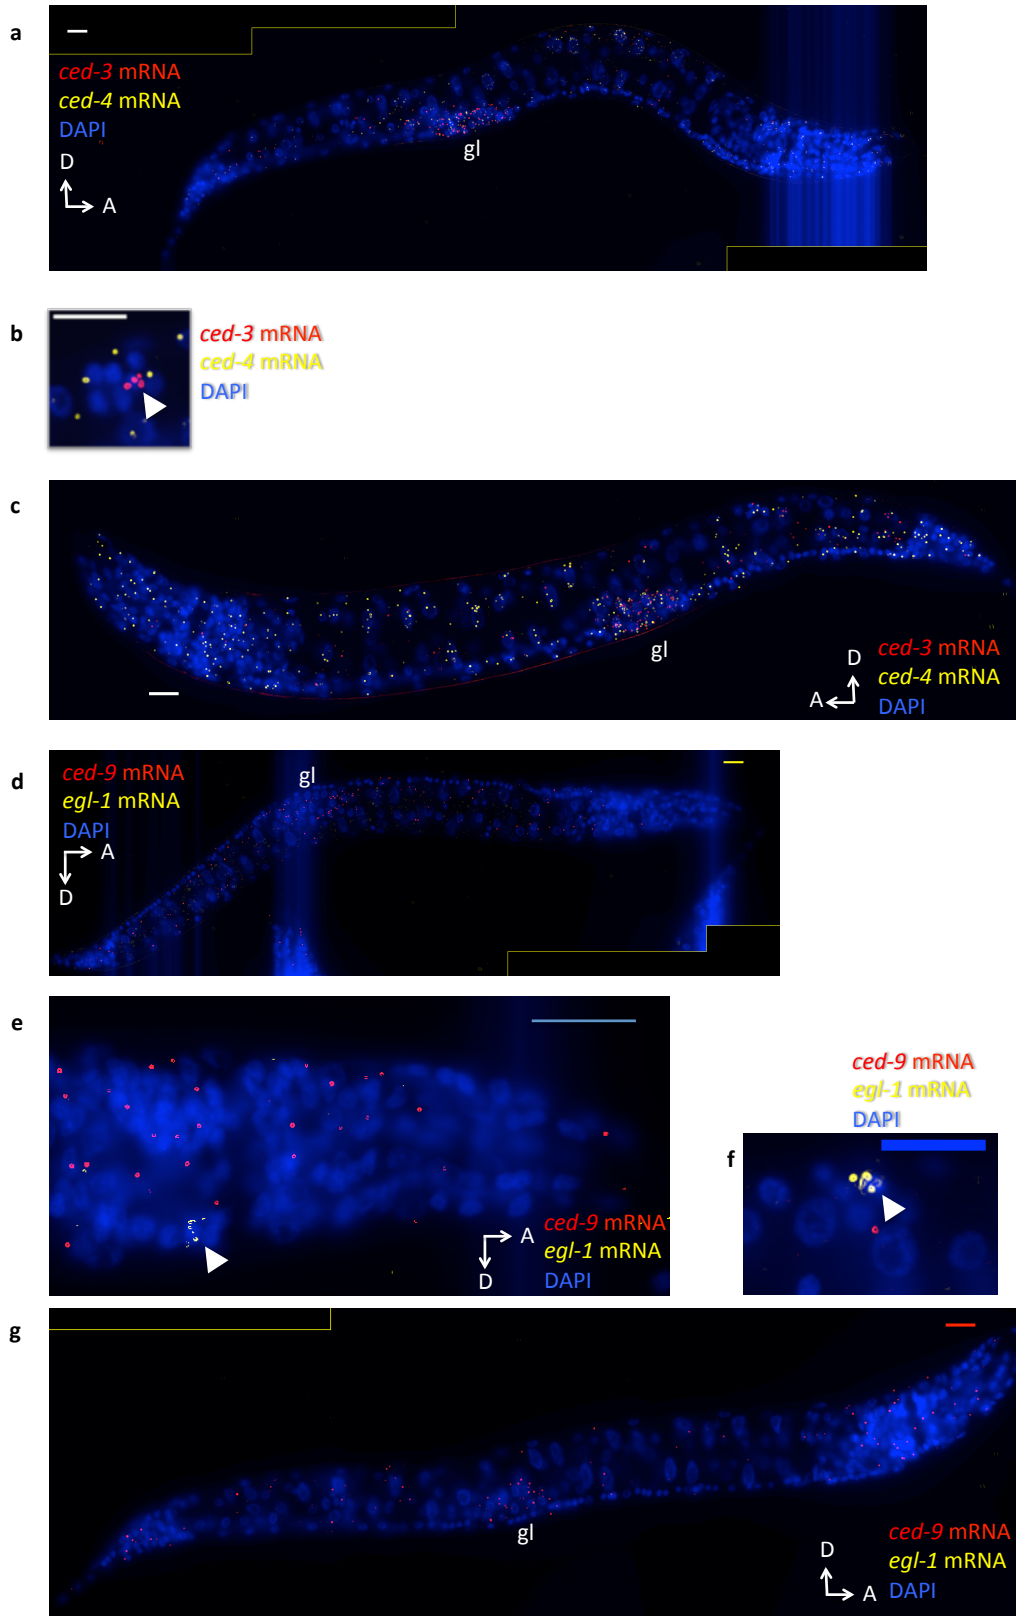 a
ced-3 mRNA
ced-4 mRNA
DAPI
D
A
gl
b
ced-3 mRNA
ced-4 mRNA
DAPI
c
gl
D
A
ced-3 mRNA
ced-4 mRNA
DAPI
d
ced-9 mRNA
egl-1 mRNA
DAPI
A
D
gl
e
A
D
ced-9 mRNA
egl-1 mRNA
DAPI
ced-9 mRNA
egl-1 mRNA
DAPI
f
g
gl
D
A
ced-9 mRNA
egl-1 mRNA
DAPI